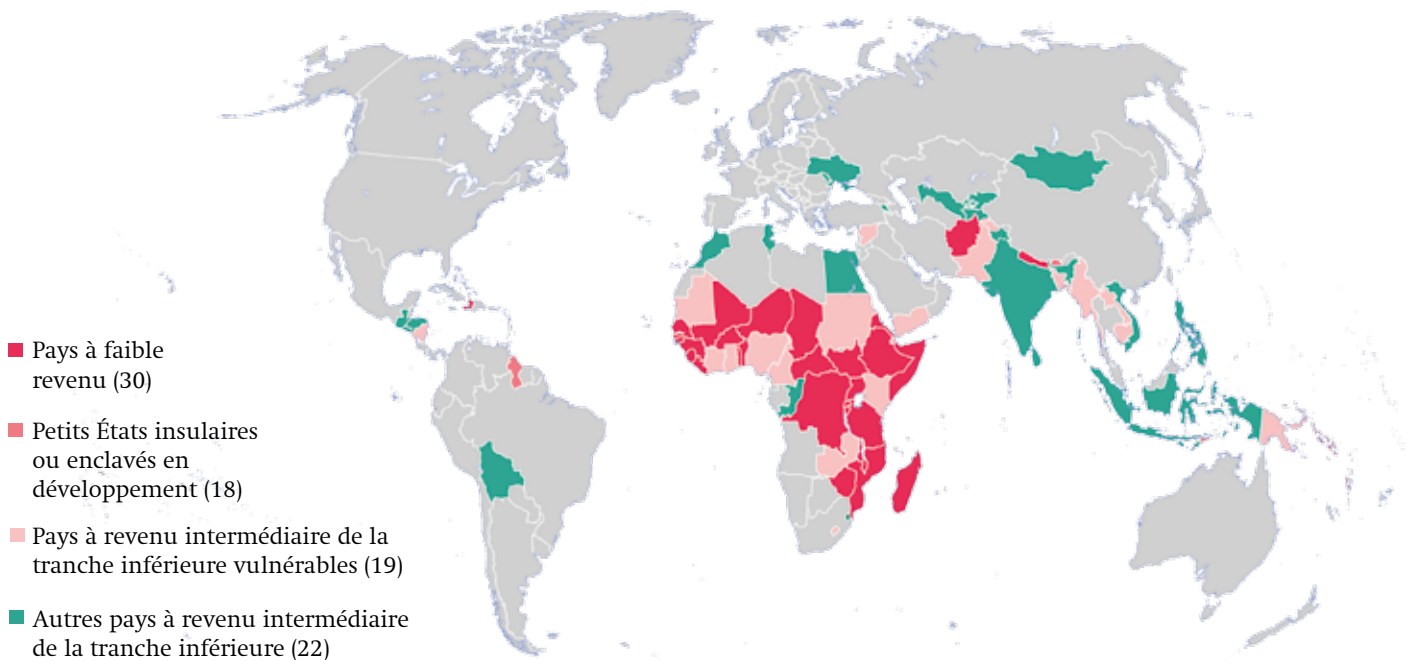 Pays à faible
revenu (30)
Petits États insulaires
ou enclavés en
développement (18)
Pays à revenu intermédiaire de la
tranche inférieure vulnérables (19)
Autres pays à revenu intermédiaire
de la tranche inférieure (22)